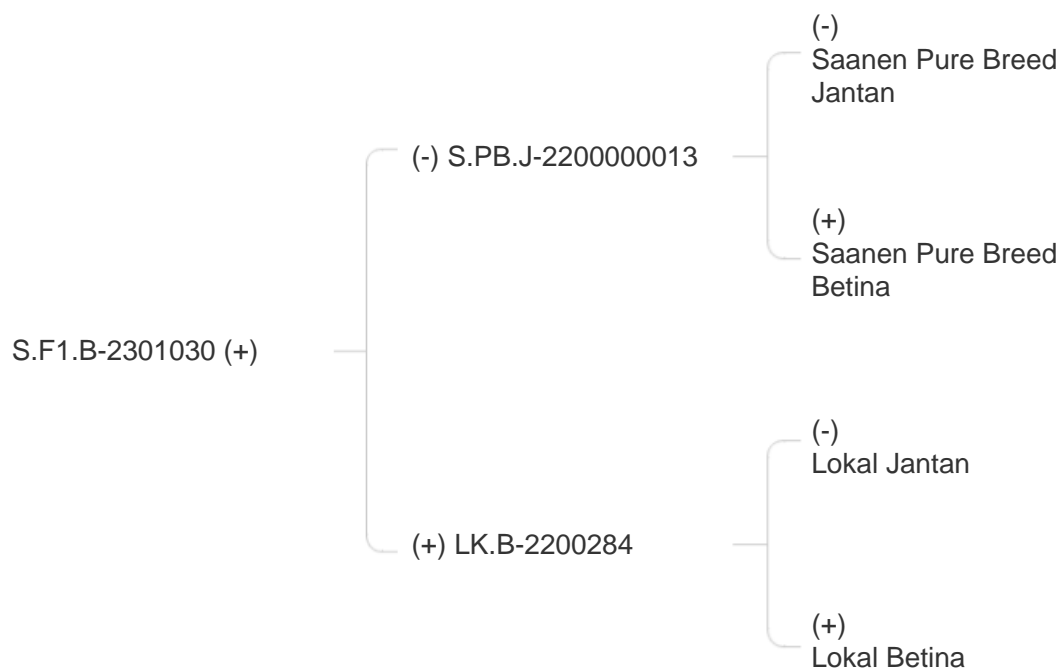 (-)
Saanen Pure Breed
Jantan
(-) S.PB.J-2200000013
(+)
Saanen Pure Breed
Betina
S.F1.B-2301030 (+)
(-)
Lokal Jantan
(+) LK.B-2200284
(+)
Lokal Betina